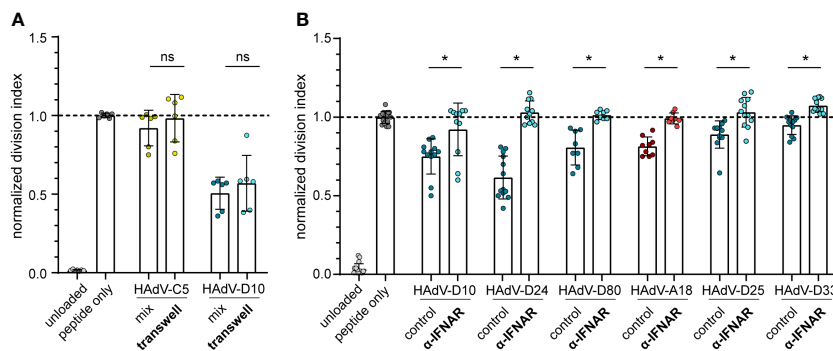 A
normalized division index
1.5
1.0
0.5
0.0
ns
ns
unloaded
peptide only
HAdV-C5
HAdV-D10
mix
transwell
mix
transwell
B
normalized division index
1.5
1.0
0.5
0.0
*
*
*
*
*
*
unloaded
peptide only
HAdV-D10
HAdV-D24
HAdV-D80
HAdV-A18
HAdV-D25
HAdV-D33
control
α-IFNAR
control
α-IFNAR
control
α-IFNAR
control
α-IFNAR
control
α-IFNAR
control
α-IFNAR